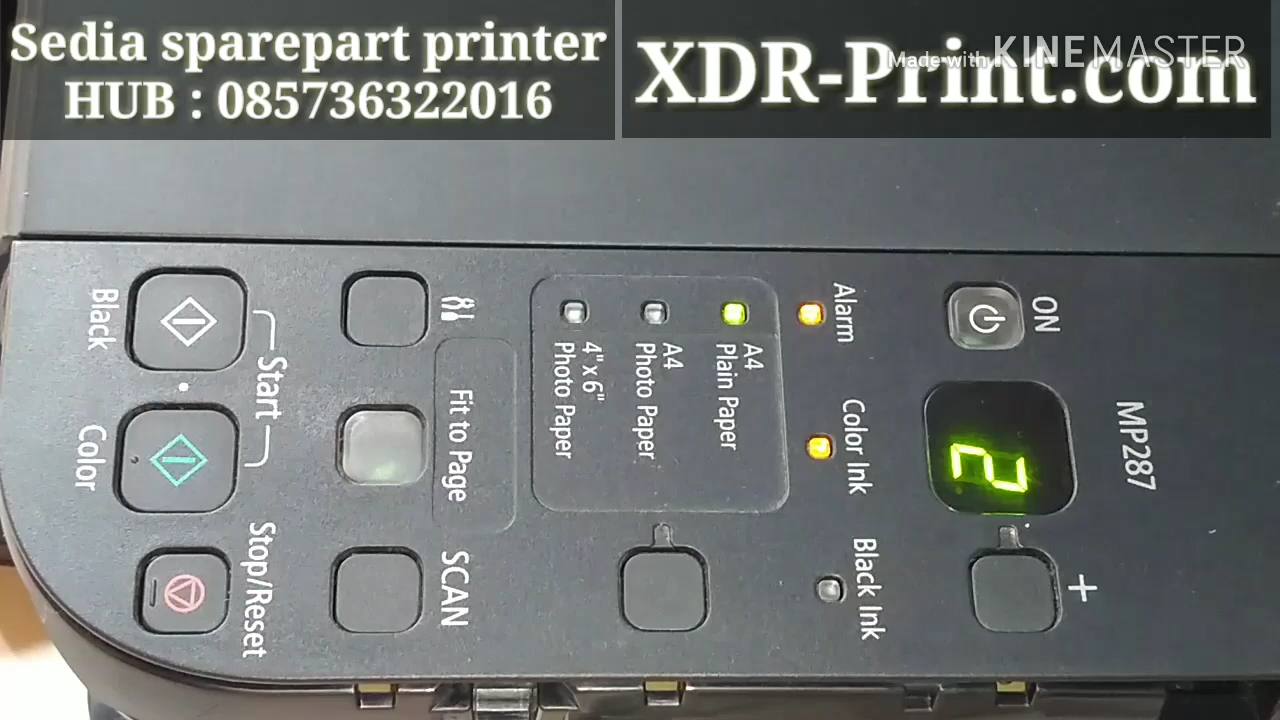 Sedia sparepart printer
HUB : 085736322016
XDR-Print.com
Made with KINEMASTER
MP287
ON
2
+
Alarm
Color Ink
Black Ink
A4
Plain Paper
A4
Photo Paper
4"x6"
Photo Paper
Fit to Page
SCAN
Start
Black
Color
Stop/Reset